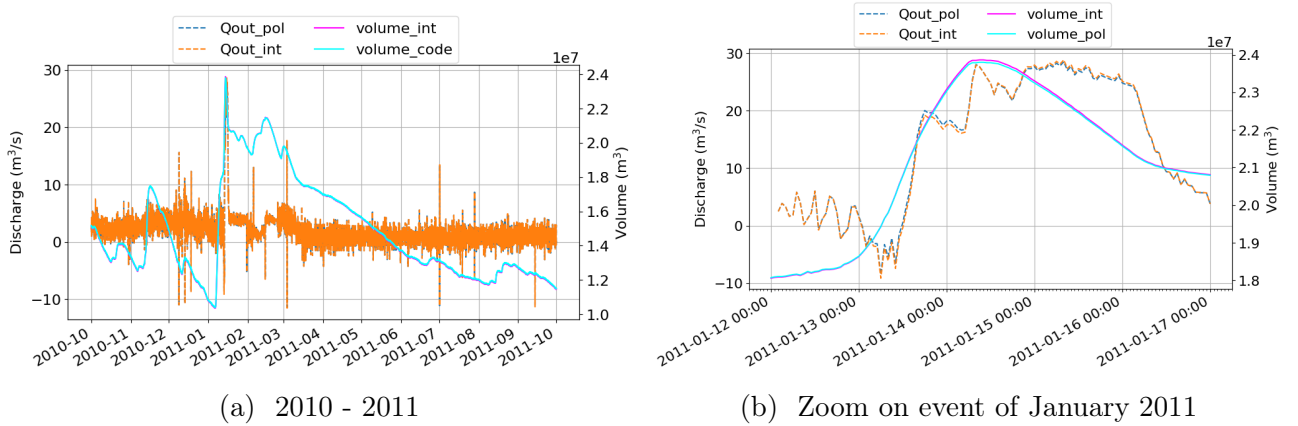 Qout_pol
Qout_int
volume_int
volume_code
1e7
30
20
10
0
−10
Discharge (m³/s)
2.4
2.2
2.0
1.8
1.6
1.4
1.2
1.0
Volume (m³)
2010-10
2010-11
2010-12
2011-01
2011-02
2011-03
2011-04
2011-05
2011-06
2011-07
2011-08
2011-09
2011-10
(a) 2010 - 2011
Qout_pol
Qout_int
volume_int
volume_pol
1e7
30
20
10
0
−10
Discharge (m³/s)
2.4
2.3
2.2
2.1
2.0
1.9
1.8
Volume (m³)
2011-01-12 00:00
2011-01-13 00:00
2011-01-14 00:00
2011-01-15 00:00
2011-01-16 00:00
2011-01-17 00:00
(b) Zoom on event of January 2011